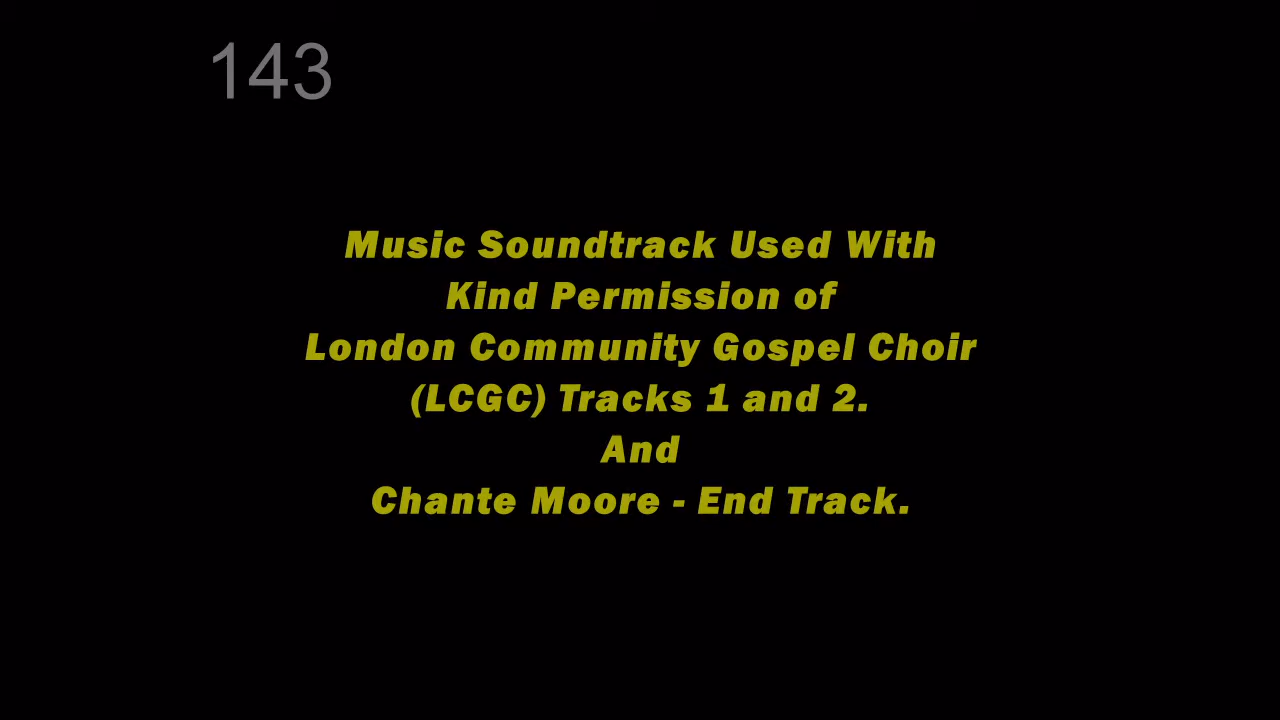 143
Music Soundtrack Used With
Kind Permission of
London Community Gospel Choir
(LCGC) Tracks 1 and 2.
And
Chante Moore - End Track.